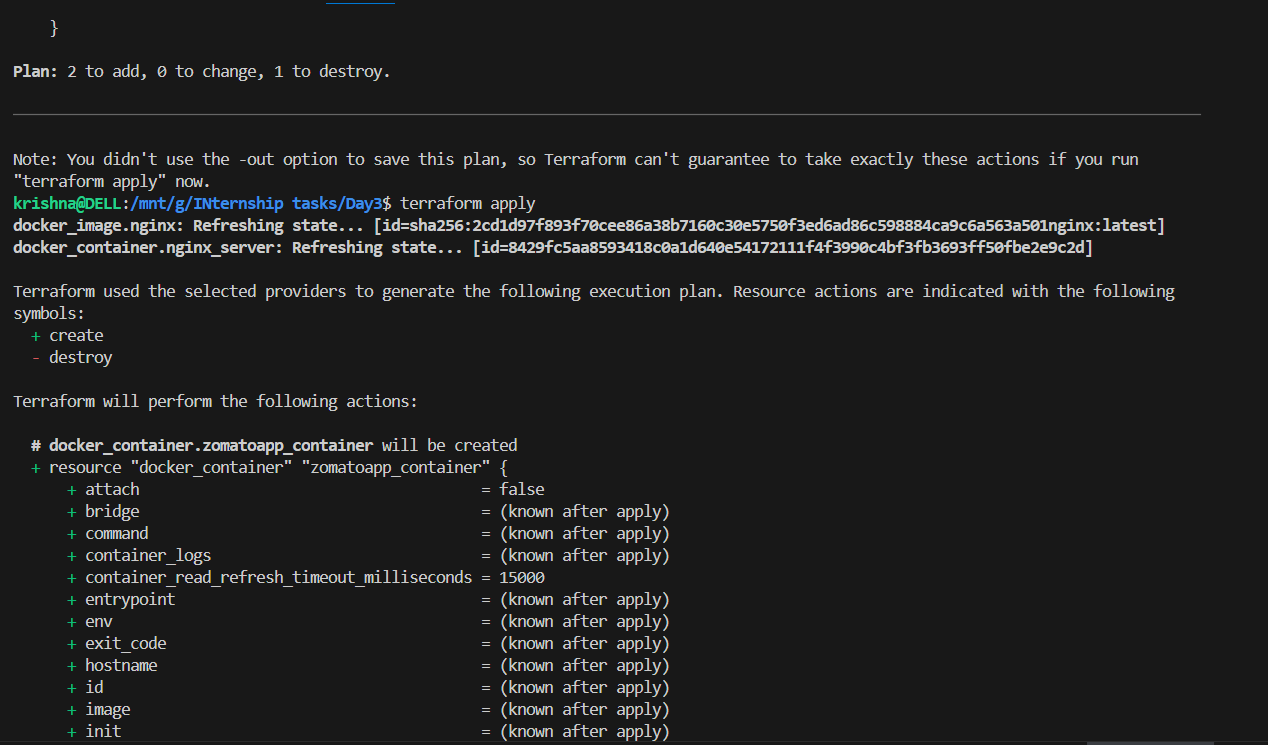 }
Plan: 2 to add, 0 to change, 1 to destroy.
Note: You didn't use the -out option to save this plan, so Terraform can't guarantee to take exactly these actions if you run
"terraform apply" now.
krishna@DELL:/mnt/g/INternship tasks/Day3$ terraform apply
docker_image.nginx: Refreshing state... [id=sha256:2cd1d97f893f70cee86a38b7160c30e5750f3ed6ad86c598884ca9c6a563a501nginx:latest]
docker_container.nginx_server: Refreshing state... [id=8429fc5aa8593418c0a1d640e54172111f4f3990c4bf3fb3693ff50fbe2e9c2d]
Terraform used the selected providers to generate the following execution plan. Resource actions are indicated with the following
symbols:
+ create
- destroy
Terraform will perform the following actions:
# docker_container.zomatoapp_container will be created
+ resource "docker_container" "zomatoapp_container" {
+ attach = false
+ bridge = (known after apply)
+ command = (known after apply)
+ container_logs = (known after apply)
+ container_read_refresh_timeout_milliseconds = 15000
+ entrypoint = (known after apply)
+ env = (known after apply)
+ exit_code = (known after apply)
+ hostname = (known after apply)
+ id = (known after apply)
+ image = (known after apply)
+ init = (known after apply)